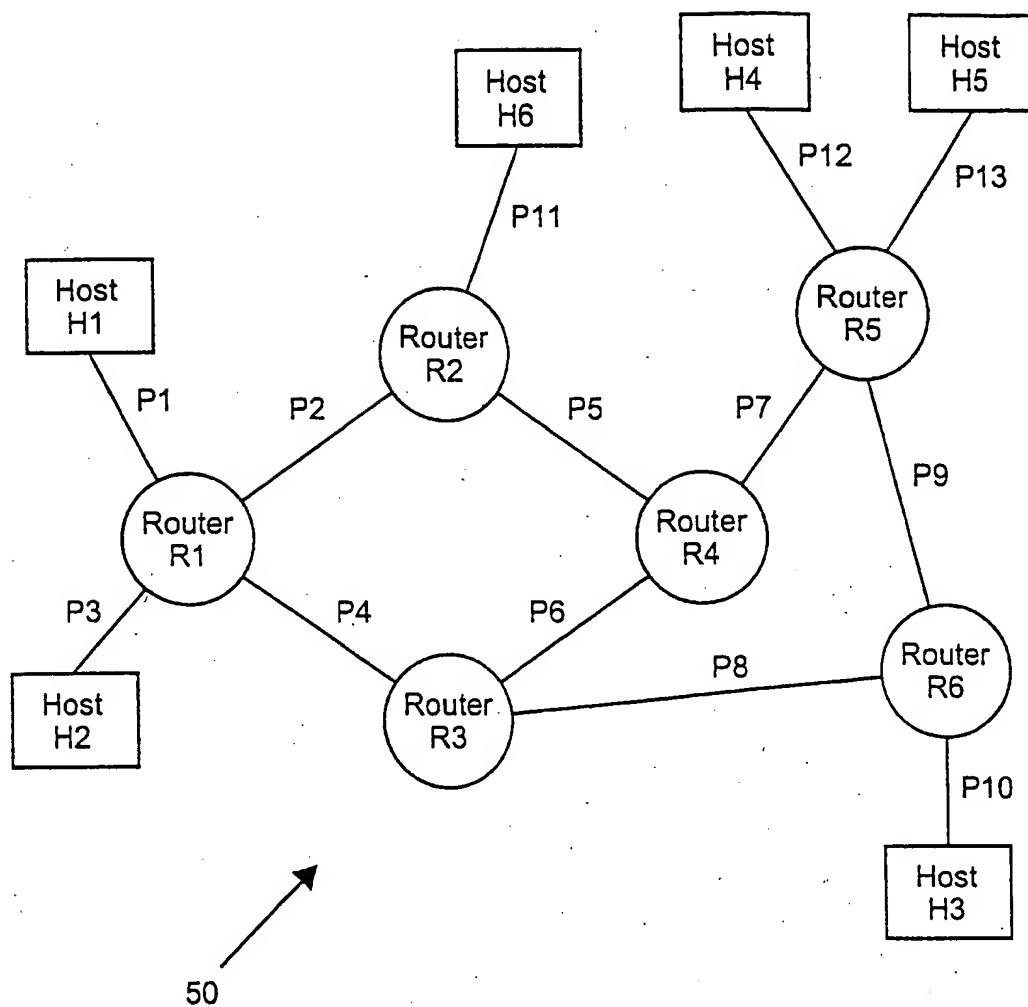 Host
H4
Host
H5
Host
H6
P12
P13
P11
Host
H1
Router
R5
Router
R2
P1
P2
P5
P7
P9
Router
R1
Router
R4
P3
P4
P6
Router
R6
P8
Host
H2
Router
R3
P10
Host
H3
50